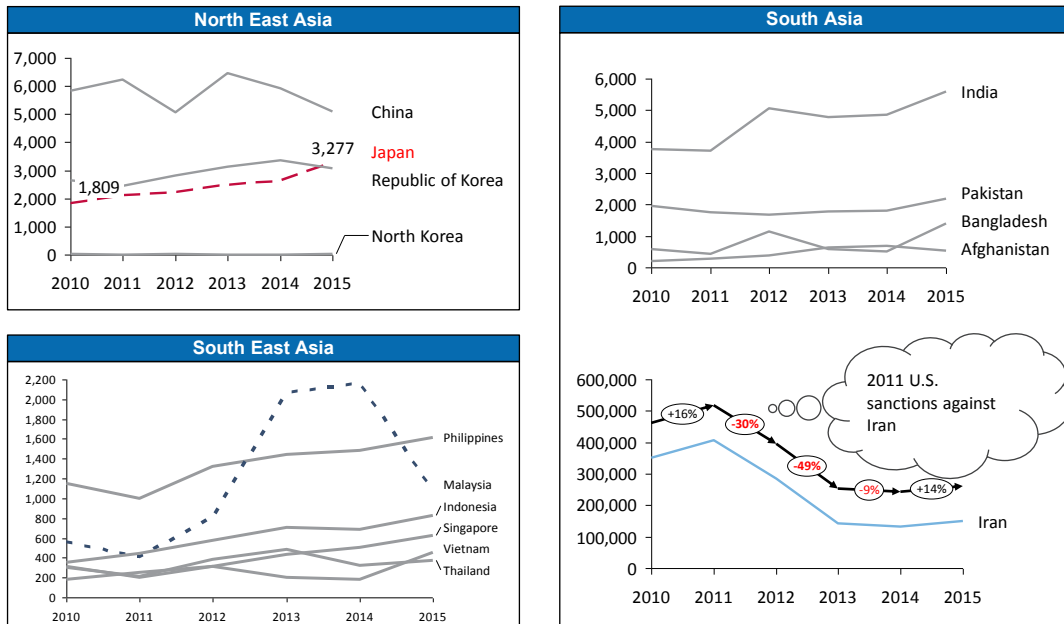 North East Asia
7,000
6,000
5,000
4,000
3,000
2,000
1,000
0
1,809
3,277
China
Japan
Republic of Korea
North Korea
2010 2011 2012 2013 2014 2015
South East Asia
2,200
2,000
1,800
1,600
1,400
1,200
1,000
800
600
400
200
0
Philippines
Malaysia
Indonesia
Singapore
Vietnam
Thailand
2010 2011 2012 2013 2014 2015
South Asia
6,000
5,000
4,000
3,000
2,000
1,000
0
India
Pakistan
Bangladesh
Afghanistan
2010 2011 2012 2013 2014 2015
600,000
500,000
400,000
300,000
200,000
100,000
0
+16%
-30%
-49%
-9%
+14%
2011 U.S.
sanctions against
Iran
Iran
2010 2011 2012 2013 2014 2015